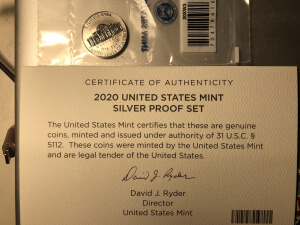 CERTIFICATE OF AUTHENTICITY
2020 UNITED STATES MINT
SILVER PROOF SET
The United States Mint certifies that these are genuine
coins, minted and issued under authority of 31 U.S.C. §
5112. These coins were minted by the United States Mint
and are legal tender of the United States.
David J. Ryder
David J. Ryder
Director
United States Mint